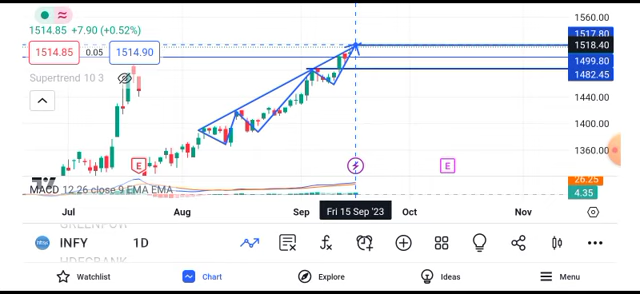 1514.85 +7.90 (+0.52%)
1514.85 0.05 1514.90
Supertrend 10 3
E
E
MACD 12 26 close 9 EMA EMA
1560.00
1517.80
1518.40
1499.80
1482.45
1440.00
1400.00
1360.00
26.25
4.35
Jul Aug Sep Fri 15 Sep '23 Oct Nov
INFY 1D
Watchlist Chart Explore Ideas Menu